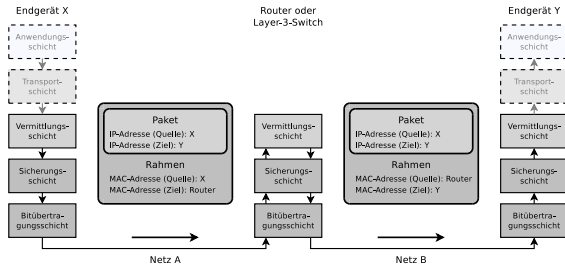 Endgerät X
Anwendungs-
schicht
Transport-
schicht
Vermittlungs-
schicht
Sicherungs-
schicht
Bitübertra-
gungsschicht
Paket
IP-Adresse (Quelle): X
IP-Adresse (Ziel): Y
Rahmen
MAC-Adresse (Quelle): X
MAC-Adresse (Ziel): Router
Netz A
Router oder
Layer-3-Switch
Vermittlungs-
schicht
Sicherungs-
schicht
Bitübertra-
gungsschicht
Paket
IP-Adresse (Quelle): X
IP-Adresse (Ziel): Y
Rahmen
MAC-Adresse (Quelle): Router
MAC-Adresse (Ziel): Y
Netz B
Endgerät Y
Anwendungs-
schicht
Transport-
schicht
Vermittlungs-
schicht
Sicherungs-
schicht
Bitübertra-
gungsschicht